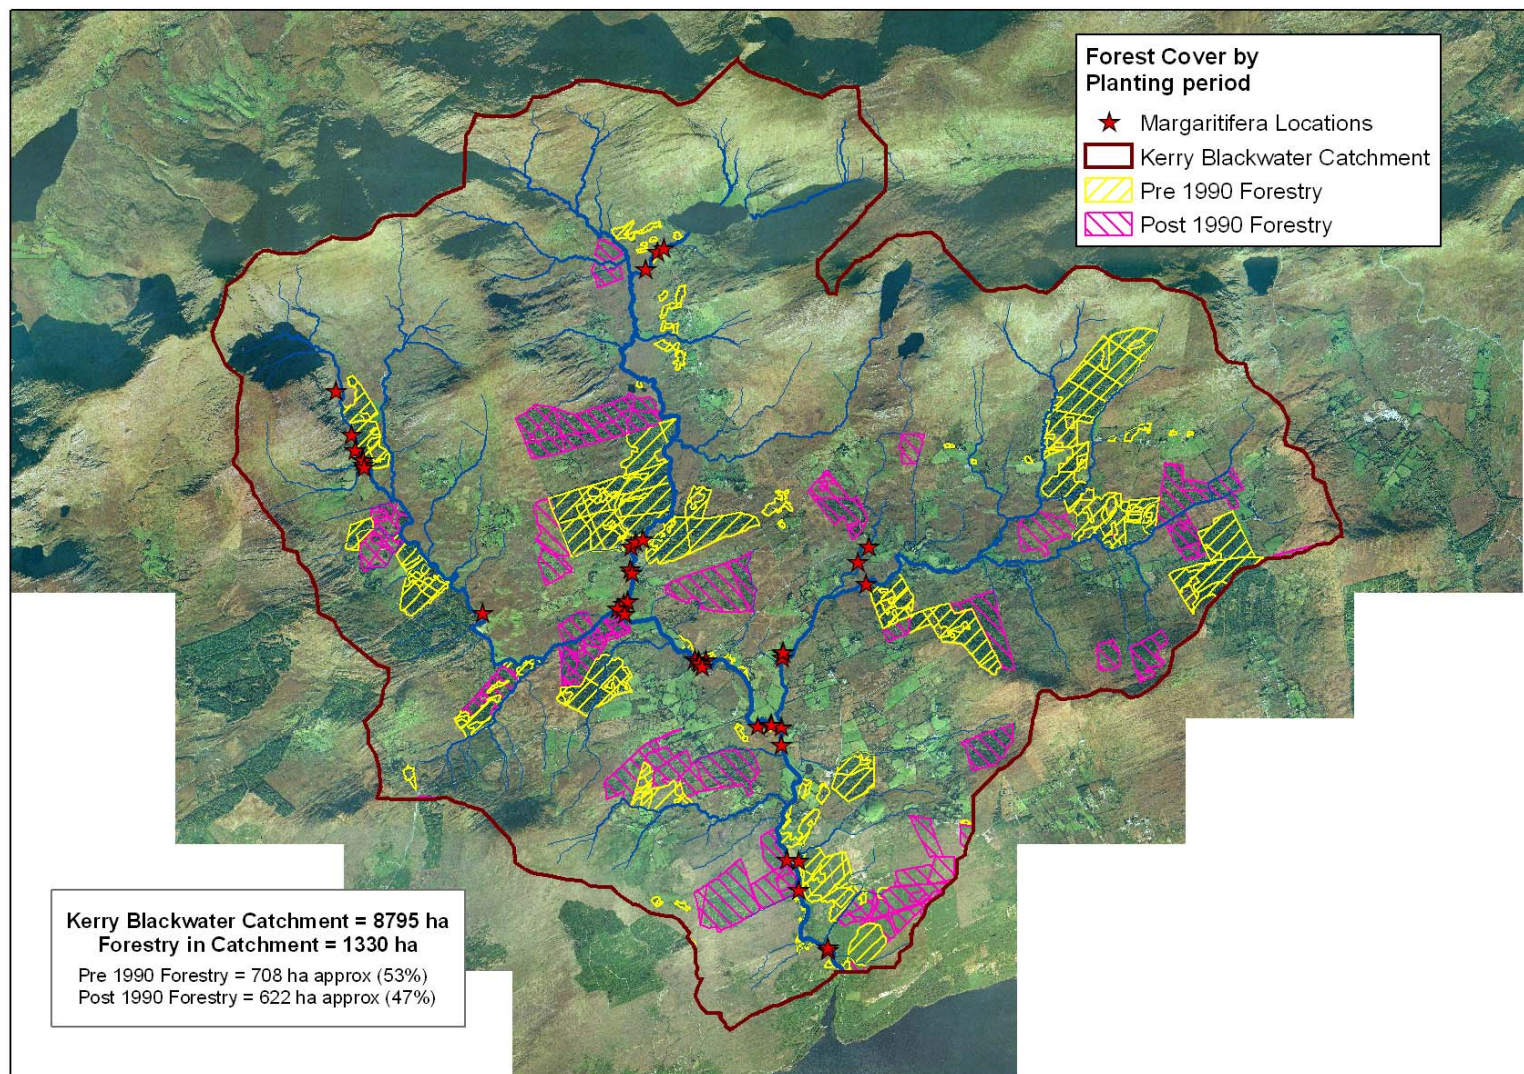 Forest Cover by
Planting period
Margaritifera Locations
Kerry Blackwater Catchment
Pre 1990 Forestry
Post 1990 Forestry
Kerry Blackwater Catchment = 8795 ha
Forestry in Catchment = 1330 ha
Pre 1990 Forestry = 708 ha approx (53%)
Post 1990 Forestry = 622 ha approx (47%)